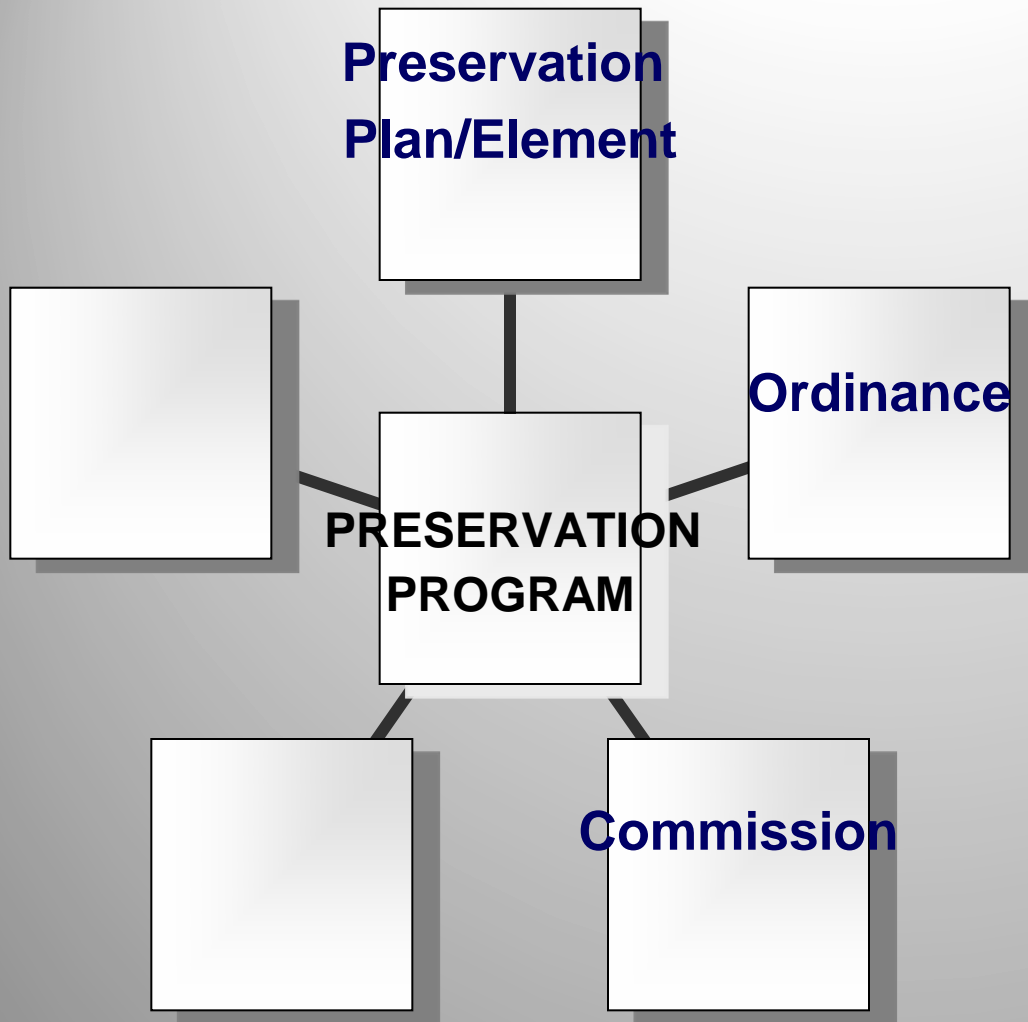 Preservation
Plan/Element
Ordinance
PRESERVATION
PROGRAM
Commission